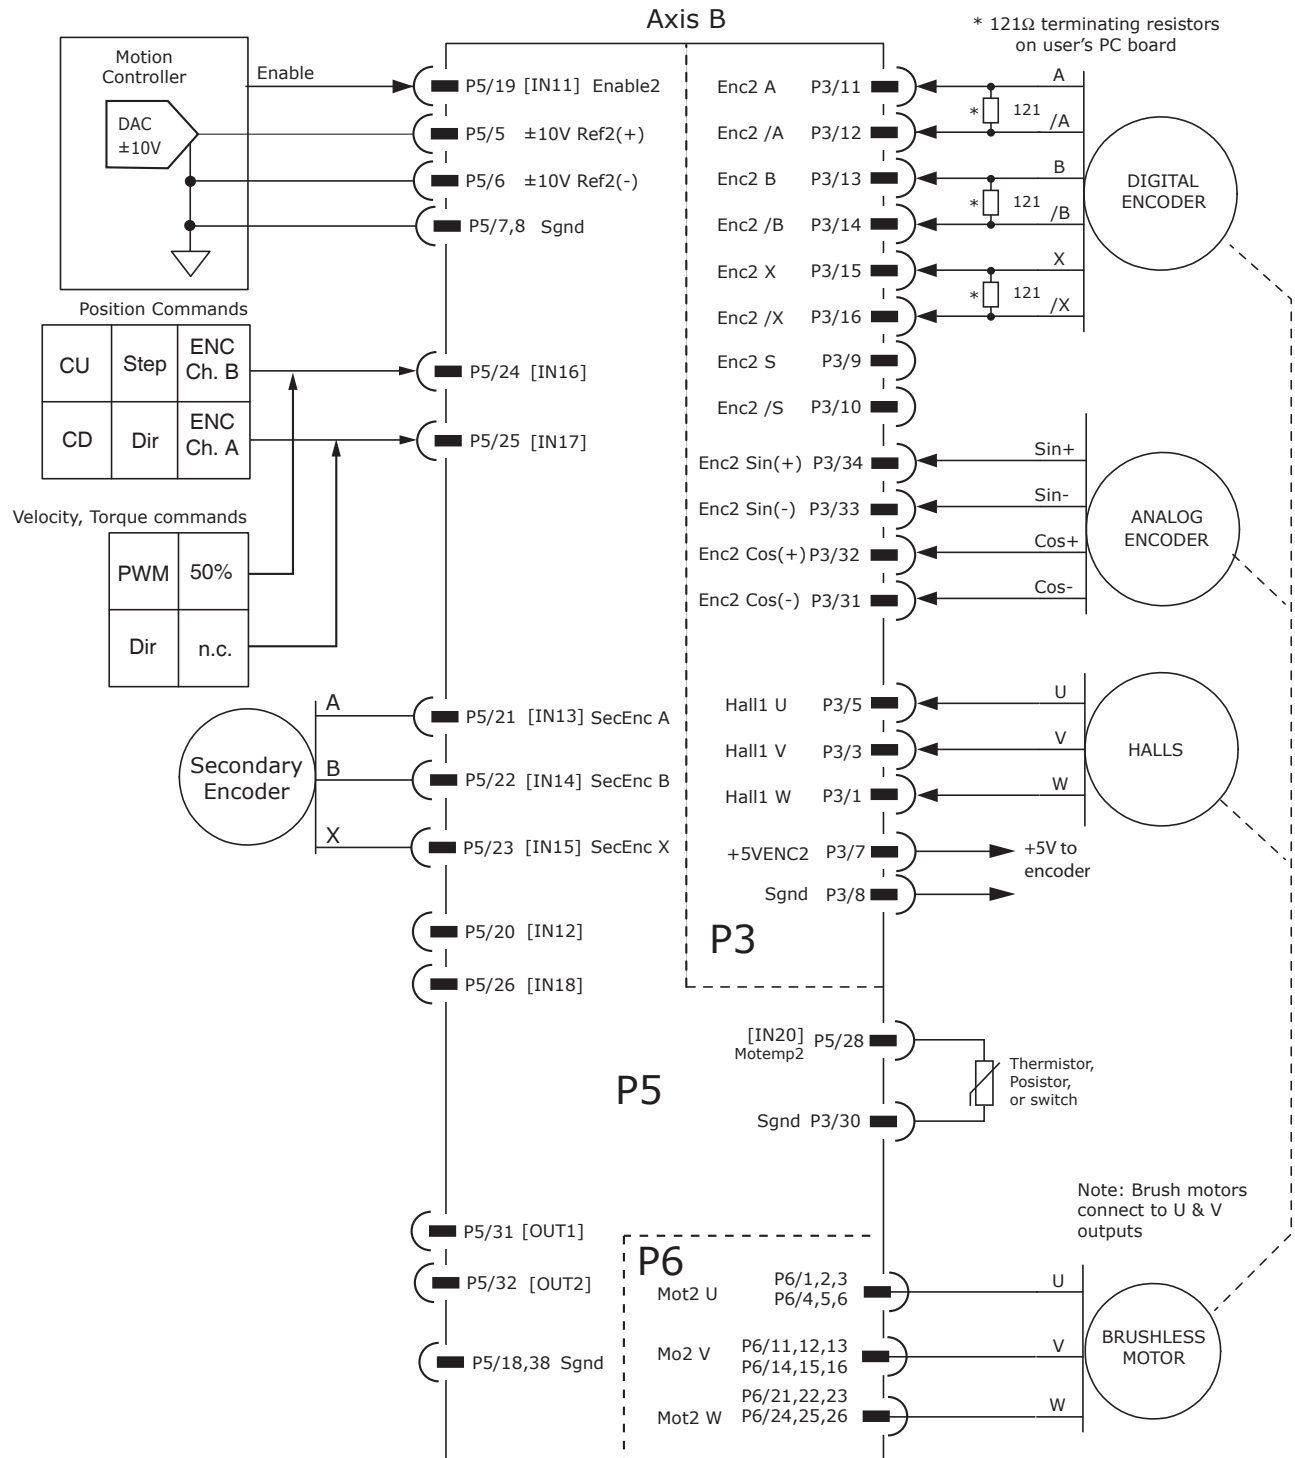 Axis B
* 121Ω terminating resistors
on user's PC board
Motion
Controller
Enable
DAC
±10V
P5/19 [IN11] Enable2
P5/5 ±10V Ref2(+)
P5/6 ±10V Ref2(-)
P5/7,8 Sgnd
Position Commands
CU Step ENC Ch. B
CD Dir ENC Ch. A
P5/24 [IN16]
P5/25 [IN17]
Velocity, Torque commands
PWM 50%
Dir n.c.
Secondary
Encoder
A
B
X
P5/21 [IN13] SecEnc A
P5/22 [IN14] SecEnc B
P5/23 [IN15] SecEnc X
P5/20 [IN12]
P5/26 [IN18]
P5
P5/31 [OUT1]
P5/32 [OUT2]
P5/18,38 Sgnd
Enc2 A P3/11
Enc2 /A P3/12
Enc2 B P3/13
Enc2 /B P3/14
Enc2 X P3/15
Enc2 /X P3/16
Enc2 S P3/9
Enc2 /S P3/10
Enc2 Sin(+) P3/34
Enc2 Sin(-) P3/33
Enc2 Cos(+) P3/32
Enc2 Cos(-) P3/31
Hall1 U P3/5
Hall1 V P3/3
Hall1 W P3/1
+5VENC2 P3/7
Sgnd P3/8
P3
A
* 121
/A
B
* 121
/B
X
* 121
/X
DIGITAL
ENCODER
Sin+
Sin-
Cos+
Cos-
ANALOG
ENCODER
U
V
W
HALLS
+5V to
encoder
[IN20]
Motemp2
P5/28
Sgnd P3/30
Thermistor,
Posistor,
or switch
Note: Brush motors
connect to U & V
outputs
P6
Mot2 U
P6/1,2,3
P6/4,5,6
Mo2 V
P6/11,12,13
P6/14,15,16
Mot2 W
P6/21,22,23
P6/24,25,26
U
V
W
BRUSHLESS
MOTOR